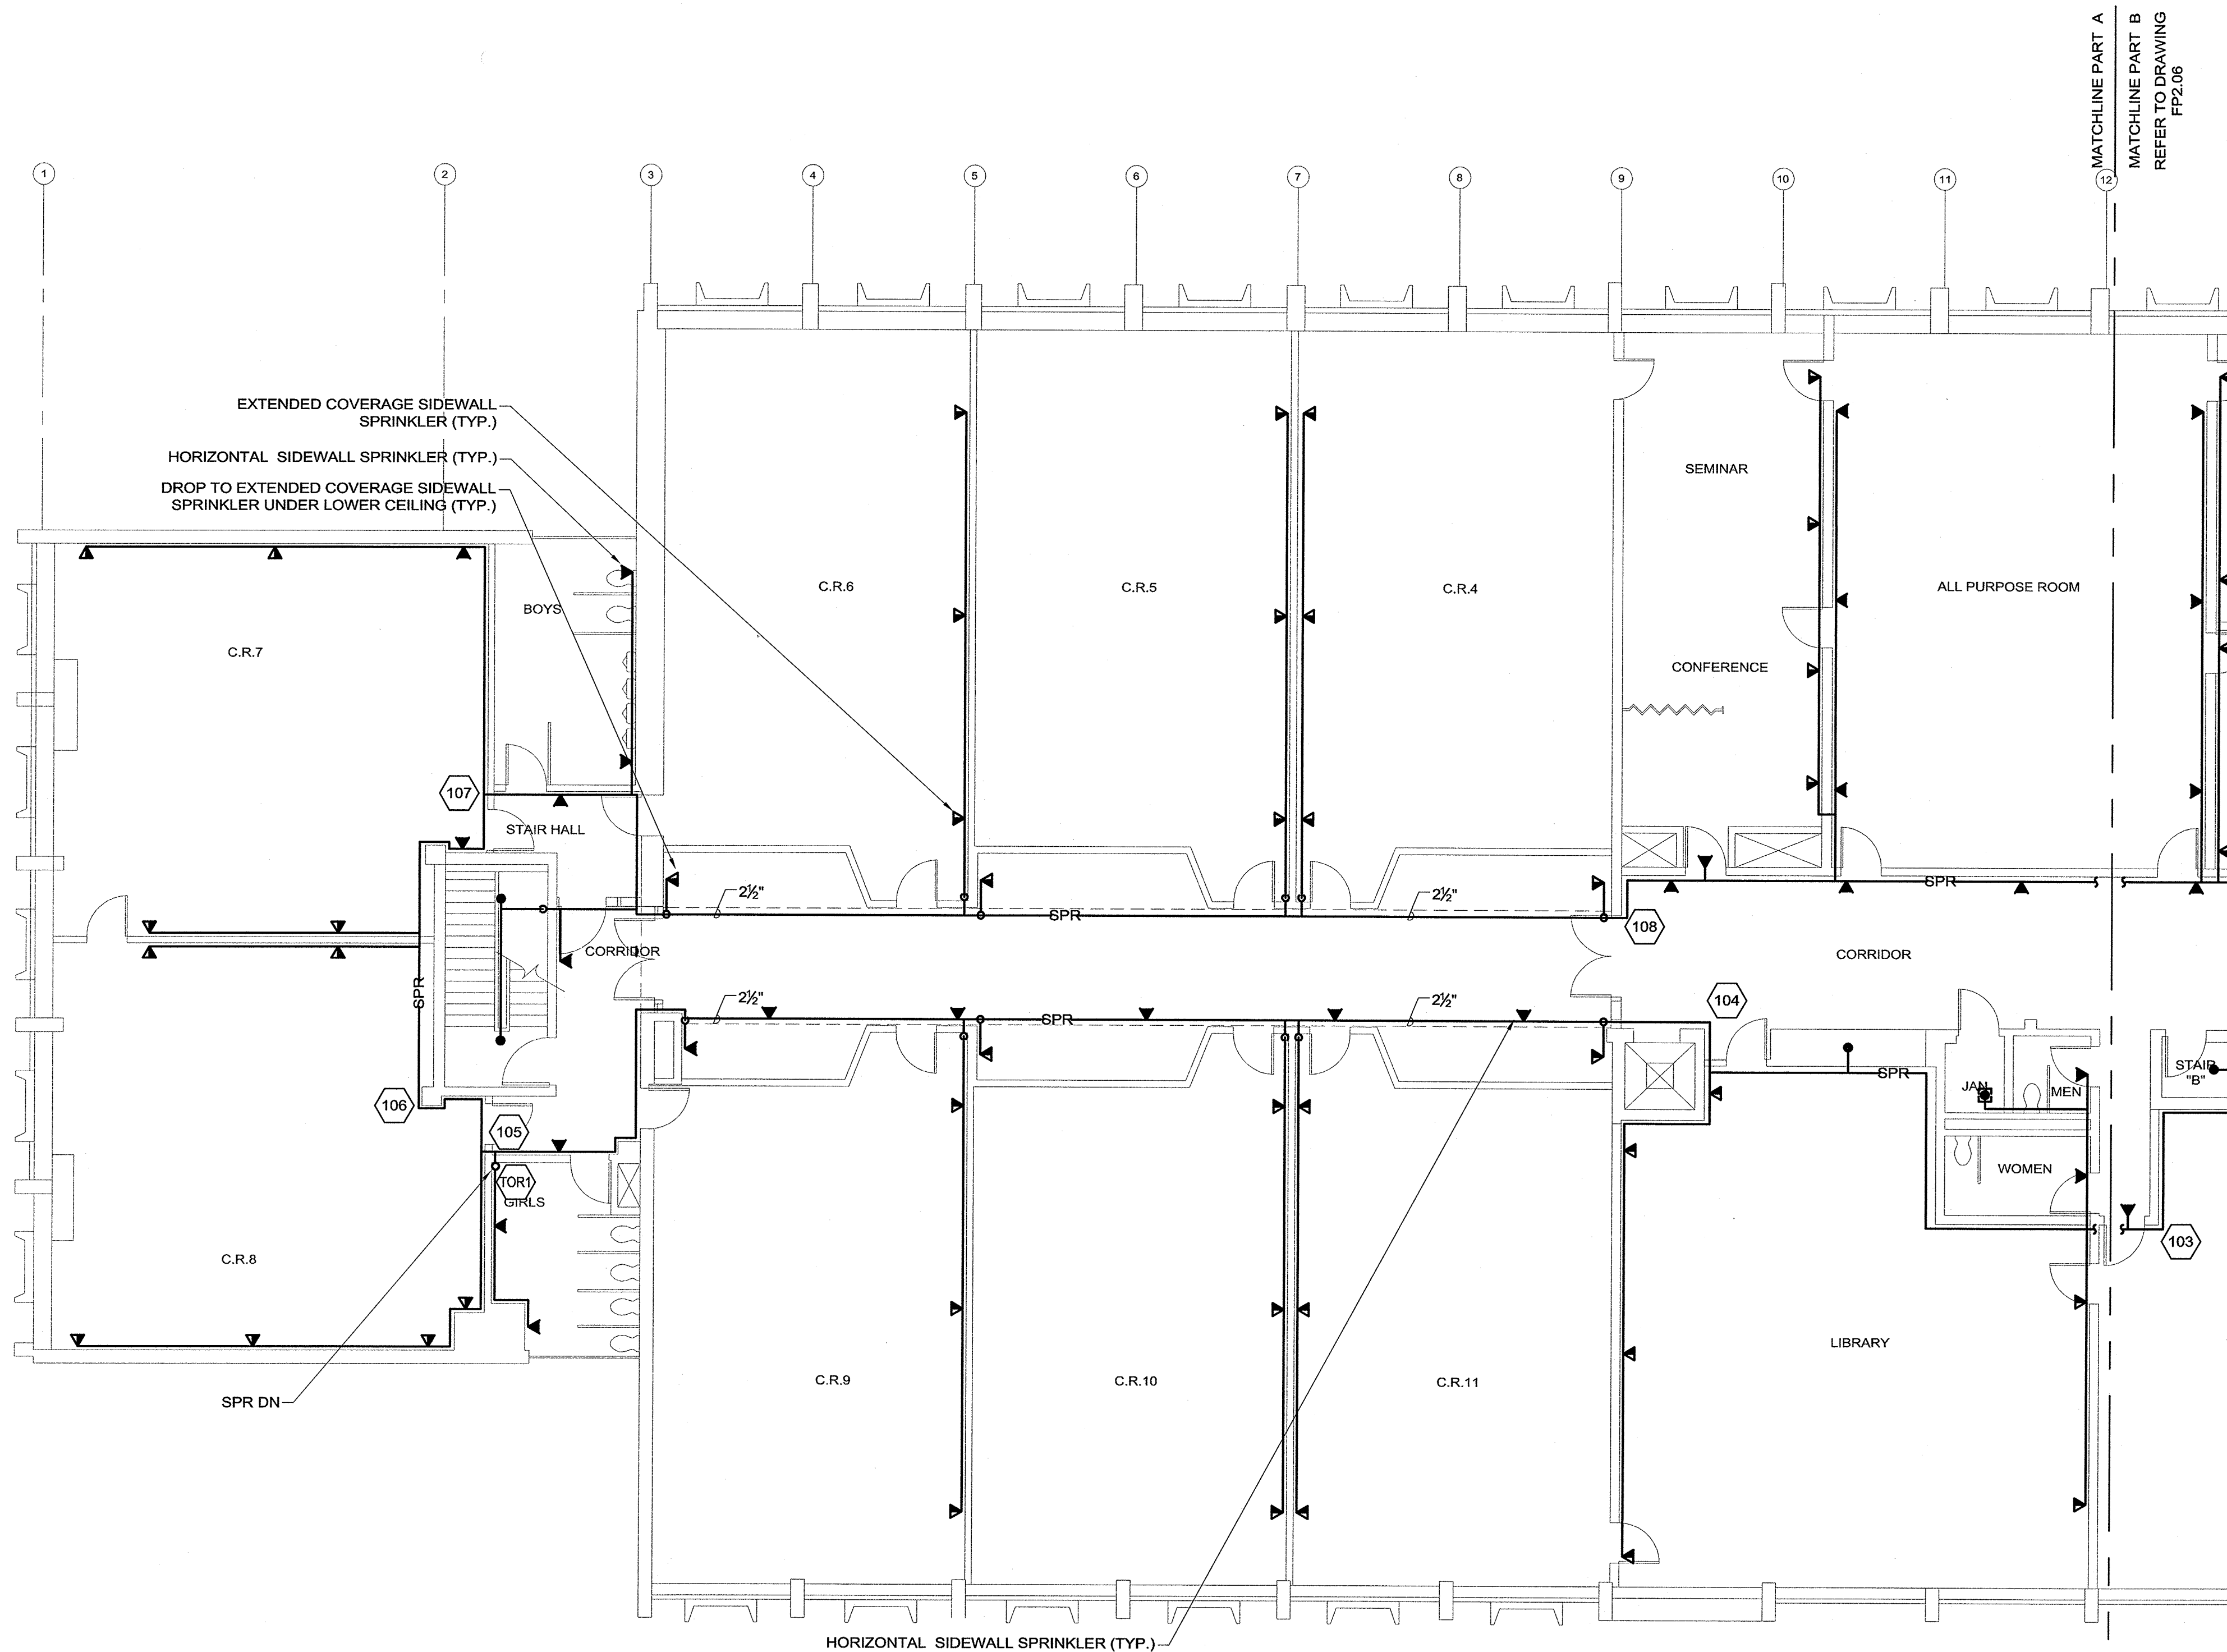 MATCHLINE PART A
MATCHLINE PART B
REFER TO DRAWING
FP2.06
1
2
3
4
5
6
7
8
9
10
11
12
EXTENDED COVERAGE SIDEWALL
SPRINKLER (TYP.)
HORIZONTAL SIDEWALL SPRINKLER (TYP.)
DROP TO EXTENDED COVERAGE SIDEWALL
SPRINKLER UNDER LOWER CEILING (TYP.)
SEMINAR
C.R.6
C.R.5
C.R.4
ALL PURPOSE ROOM
BOYS
C.R.7
CONFERENCE
107
STAIR HALL
2½"
2½"
SPR
SPR
108
CORRIDOR
CORRIDOR
SPR
2½"
2½"
SPR
104
SPR
STAIR
"B"
JAN
MEN
106
105
WOMEN
TOR1
GIRLS
103
C.R.8
LIBRARY
C.R.9
C.R.10
C.R.11
SPR DN
HORIZONTAL SIDEWALL SPRINKLER (TYP.)